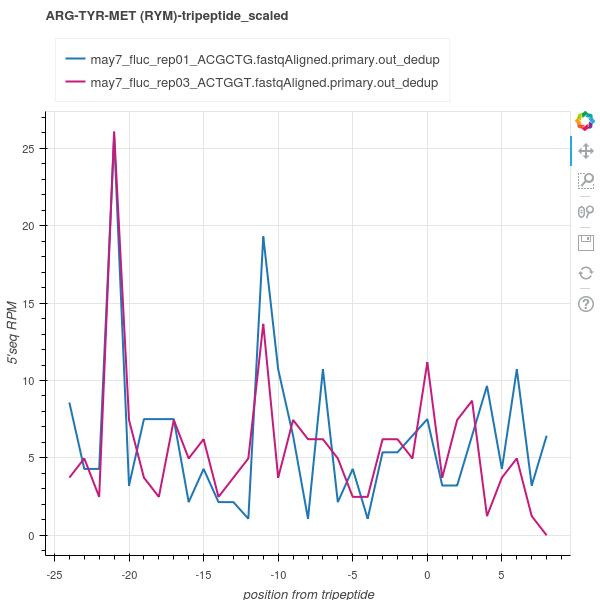 ARG-TYR-MET (RYM)-tripeptide_scaled
may7_fluc_rep01_ACGCTG.fastqAligned.primary.out_dedup
may7_fluc_rep03_ACTGGT.fastqAligned.primary.out_dedup
25
20
15
10
5
0
5'seq RPM
-25 -20 -15 -10 -5 0 5
position from tripeptide